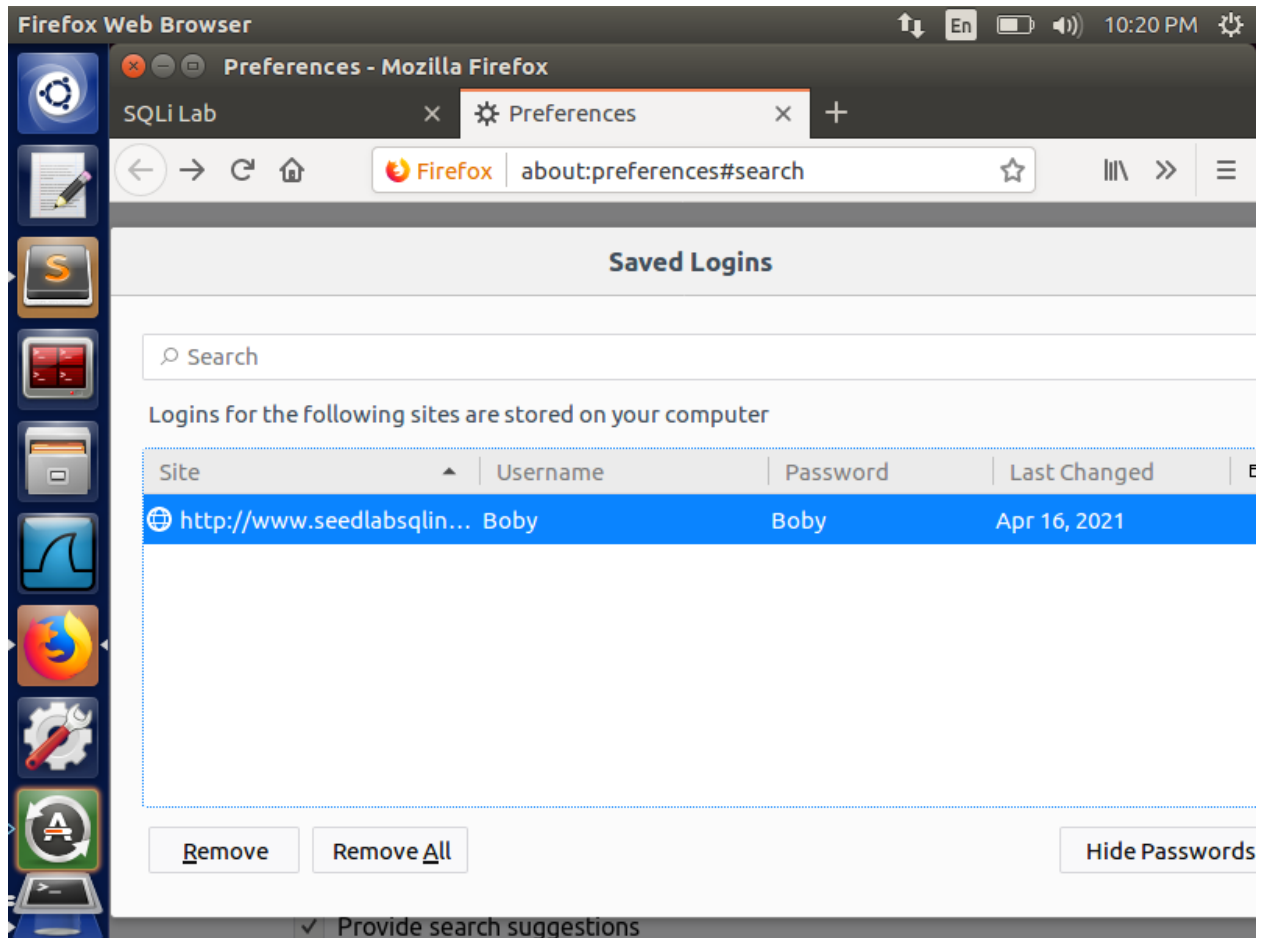 Firefox Web Browser En 10:20 PM
Preferences - Mozilla Firefox
SQLi Lab Preferences
Firefox about:preferences#search
Saved Logins
Search
Logins for the following sites are stored on your computer
Site Username Password Last Changed
http://www.seedlabsqlin... Boby Boby Apr 16, 2021
Remove Remove All Hide Passwords
Provide search suggestions